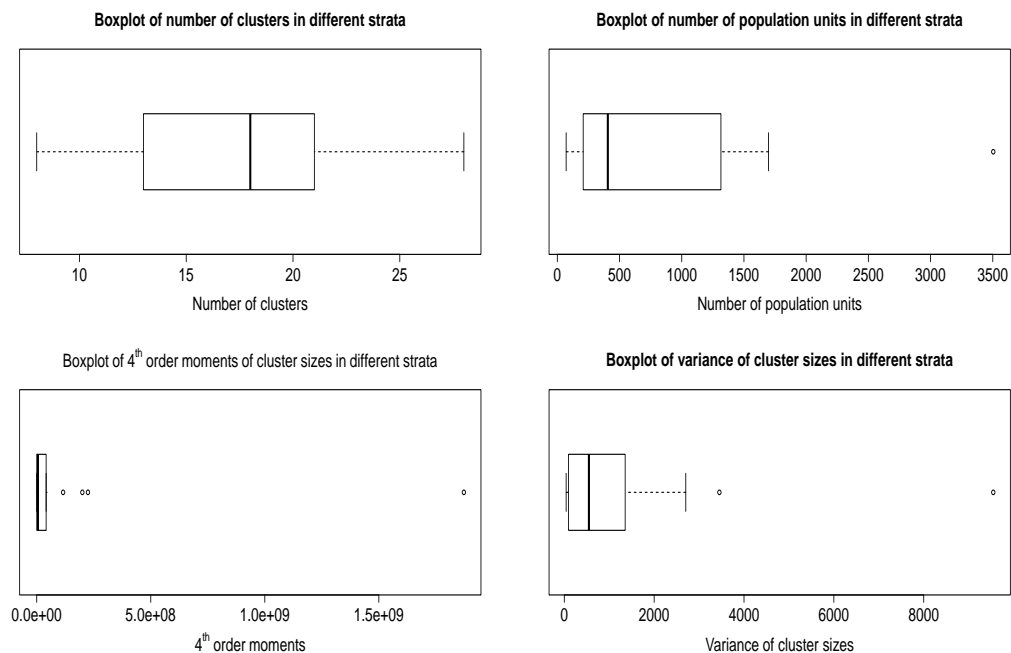 Boxplot of number of clusters in different strata
10 15 20 25
Number of clusters
Boxplot of number of population units in different strata
0 500 1000 1500 2000 2500 3000 3500
Number of population units
Boxplot of 4th order moments of cluster sizes in different strata
0.0e+00 5.0e+08 1.0e+09 1.5e+09
4th order moments
Boxplot of variance of cluster sizes in different strata
0 2000 4000 6000 8000
Variance of cluster sizes